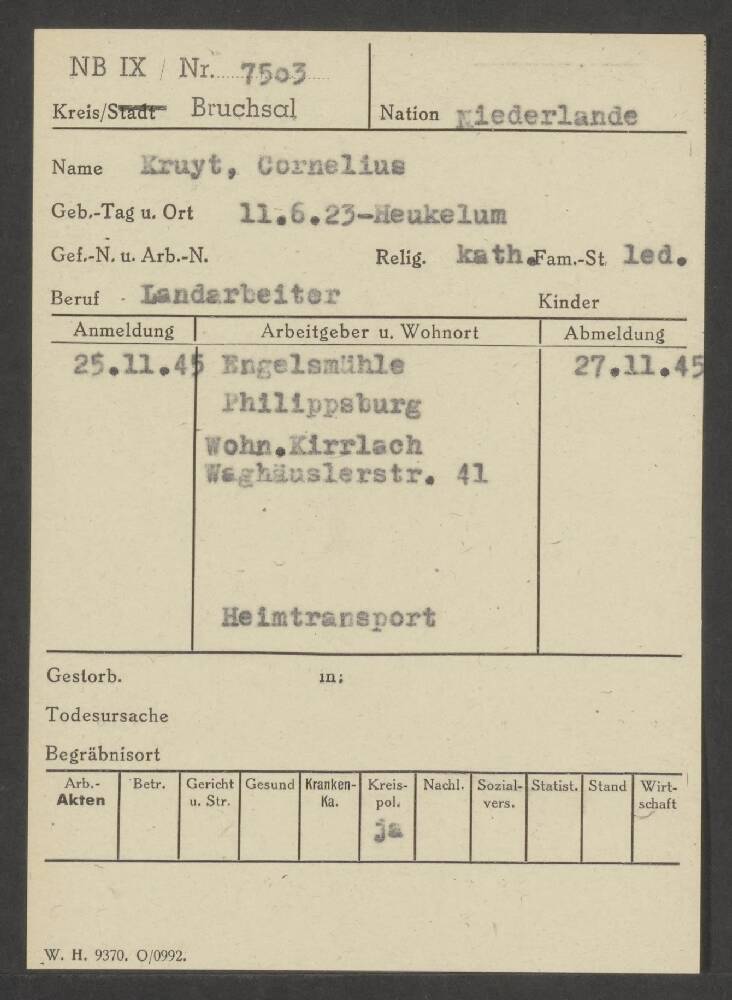 NB IX / Nr. 7503
Kreis/Stadt Bruchsal
Nation Niederlande
Name Kruyt, Cornelius
Geb.-Tag u. Ort 11.6.23-Heukelum
Gef.-N. u. Arb.-N. Relig. kath. Fam.-St. led.
Beruf Landarbeiter Kinder
Anmeldung Arbeitgeber u. Wohnort Abmeldung
25.11.45 Engelsmühle 27.11.45
Philippsburg
Wohn.Kirrlach
Waghäuslerstr. 41
Heimtransport
Gestorb. in:
Todesursache
Begräbnisort
Arb.- Betr. Gericht Gesund Kranken- Kreis- Nachl. Sozial- Statist. Stand Wirt-
Akten u. Str. Ka. pol. vers. schaft
ja
W. H. 9370. O/0992.